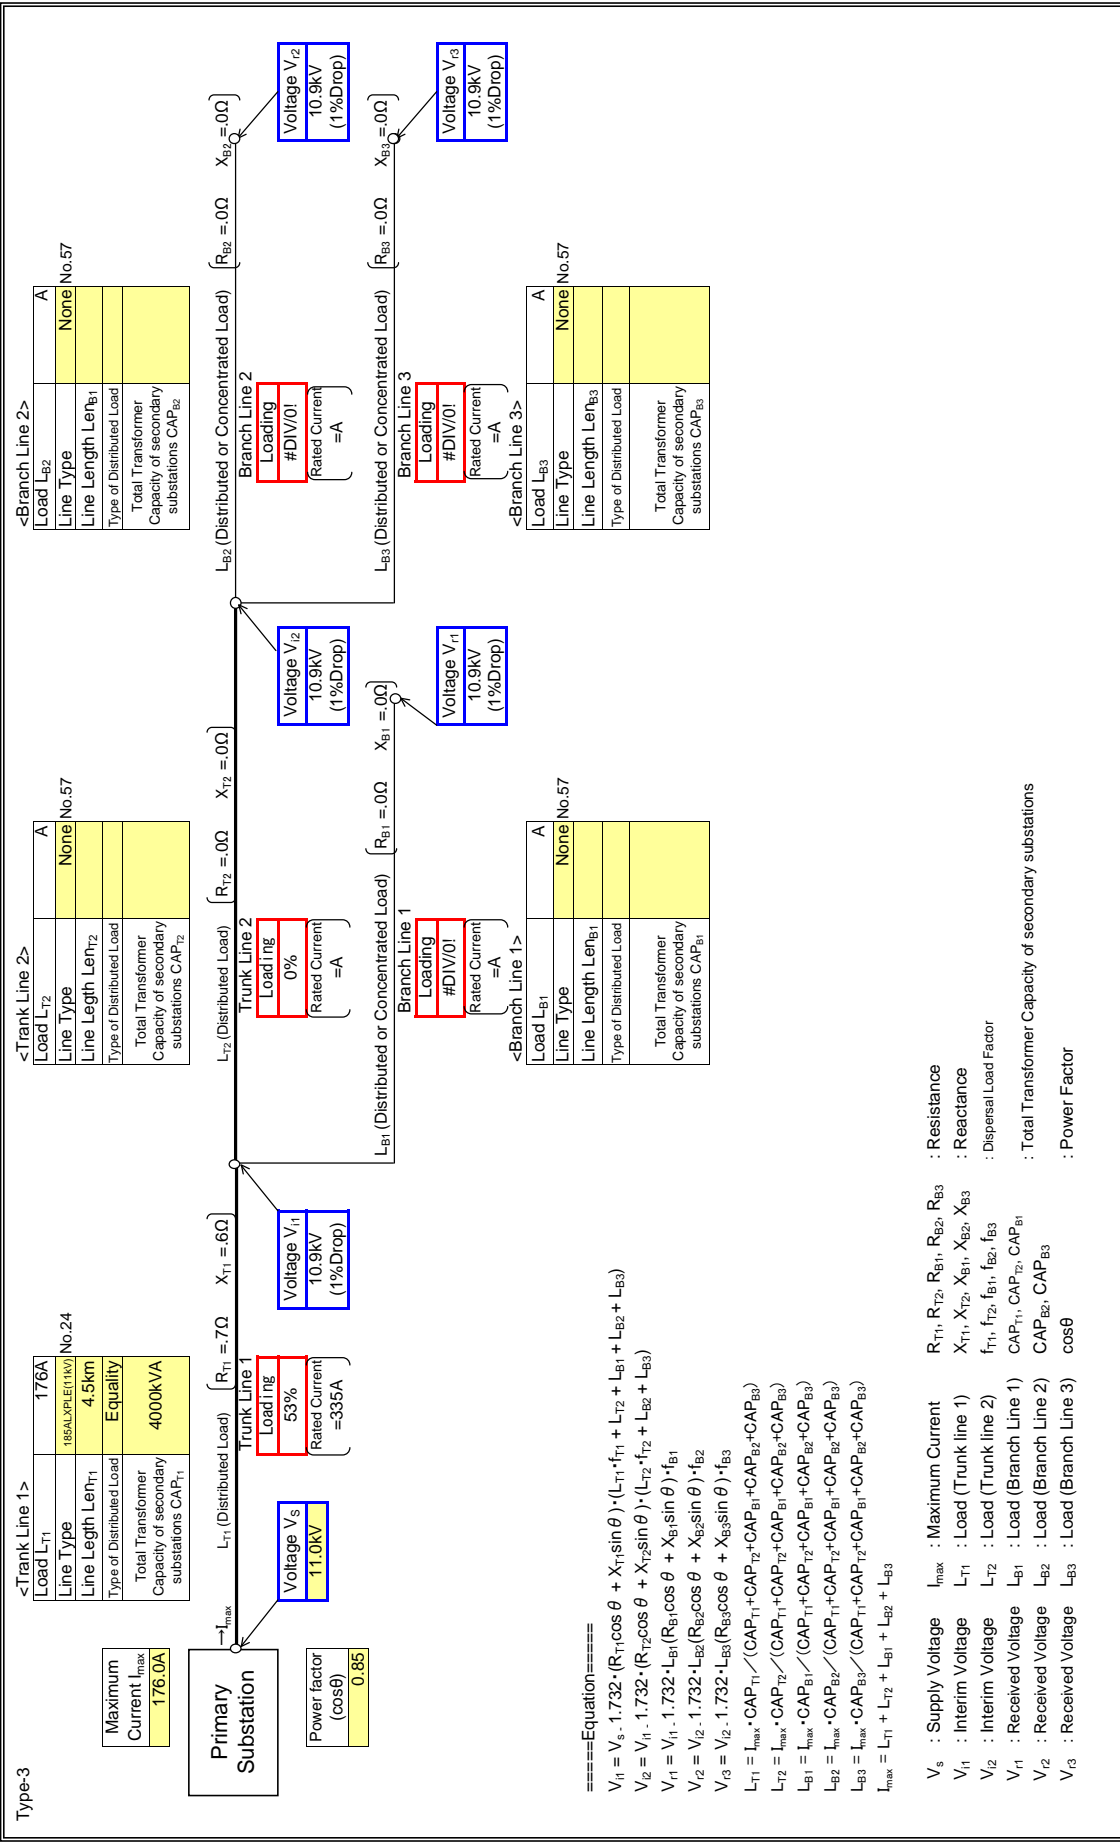 Type-3
Maximum
Current Imax
176.0A
Primary
Substation
Power factor
(cosθ)
0.85
→Imax
Voltage Vs
11.0kV
<Trank Line 1>
Load LT1 176A
Line Type 185ALXPLE(11kV) No.24
Line Legth LenT1 4.5km
Type of Distributed Load Equality
Total Transformer
Capacity of secondary
substations CAPT1
4000kVA
LT1 (Distributed Load) RT1 =.7Ω XT1 =.6Ω
Trunk Line 1
Loading
53%
Rated Current
=335A
Voltage Vi1
10.9kV
(1%Drop)
<Trank Line 2>
Load LT2 A
Line Type None No.57
Line Legth LenT2
Type of Distributed Load
Total Transformer
Capacity of secondary
substations CAPT2
LT2 (Distributed Load) RT2 =.0Ω XT2 =.0Ω
Trunk Line 2
Loading
0%
Rated Current
=A
Voltage Vi2
10.9kV
(1%Drop)
LB1 (Distributed or Concentrated Load) RB1 =.0Ω XB1 =.0Ω
Branch Line 1
Loading
#DIV/0!
Rated Current
=A
Voltage Vr1
10.9kV
(1%Drop)
<Branch Line 1>
Load LB1 A
Line Type None No.57
Line Length LenB1
Type of Distributed Load
Total Transformer
Capacity of secondary
substations CAPB1
<Branch Line 2>
Load LB2 A
Line Type None No.57
Line Length LenB1
Type of Distributed Load
Total Transformer
Capacity of secondary
substations CAPB2
LB2 (Distributed or Concentrated Load) RB2 =.0Ω XB2 =.0Ω
Branch Line 2
Loading
#DIV/0!
Rated Current
=A
Voltage Vr2
10.9kV
(1%Drop)
LB3 (Distributed or Concentrated Load) RB3 =.0Ω XB3 =.0Ω
Branch Line 3
Loading
#DIV/0!
Rated Current
=A
Voltage Vr3
10.9kV
(1%Drop)
<Branch Line 3>
Load LB3 A
Line Type None No.57
Line Length LenB3
Type of Distributed Load
Total Transformer
Capacity of secondary
substations CAPB3
=====Equation=====
Vi1 = Vs - 1.732・(RT1cos θ + XT1sin θ)・(LT1・fT1 + LT2 + LB1 + LB2 + LB3)
Vi2 = Vi1 - 1.732・(RT2cos θ + XT2sin θ)・(LT2・fT2 + LB2 + LB3)
Vr1 = Vi1 - 1.732・LB1(RB1cos θ + XB1sin θ)・fB1
Vr2 = Vi2 - 1.732・LB2(RB2cos θ + XB2sin θ)・fB2
Vr3 = Vi2 - 1.732・LB3(RB3cos θ + XB3sin θ)・fB3
LT1 = Imax・CAPT1／(CAPT1+CAPT2+CAPB1+CAPB2+CAPB3)
LT2 = Imax・CAPT2／(CAPT1+CAPT2+CAPB1+CAPB2+CAPB3)
LB1 = Imax・CAPB1／(CAPT1+CAPT2+CAPB1+CAPB2+CAPB3)
LB2 = Imax・CAPB2／(CAPT1+CAPT2+CAPB1+CAPB2+CAPB3)
LB3 = Imax・CAPB3／(CAPT1+CAPT2+CAPB1+CAPB2+CAPB3)
Imax = LT1 + LT2 + LB1 + LB2 + LB3
Vs : Supply Voltage Imax : Maximum Current RT1, RT2, RB1, RB2, RB3 : Resistance
Vi1 : Interim Voltage LT1 : Load (Trunk line 1) XT1, XT2, XB1, XB2, XB3 : Reactance
Vi2 : Interim Voltage LT2 : Load (Trunk line 2) fT1, fT2, fB1, fB2, fB3 : Dispersal Load Factor
Vr1 : Received Voltage LB1 : Load (Branch Line 1) CAPT1, CAPT2, CAPB1
Vr2 : Received Voltage LB2 : Load (Branch Line 2) CAPB2, CAPB3 : Total Transformer Capacity of secondary substations
Vr3 : Received Voltage LB3 : Load (Branch Line 3) cosθ : Power Factor